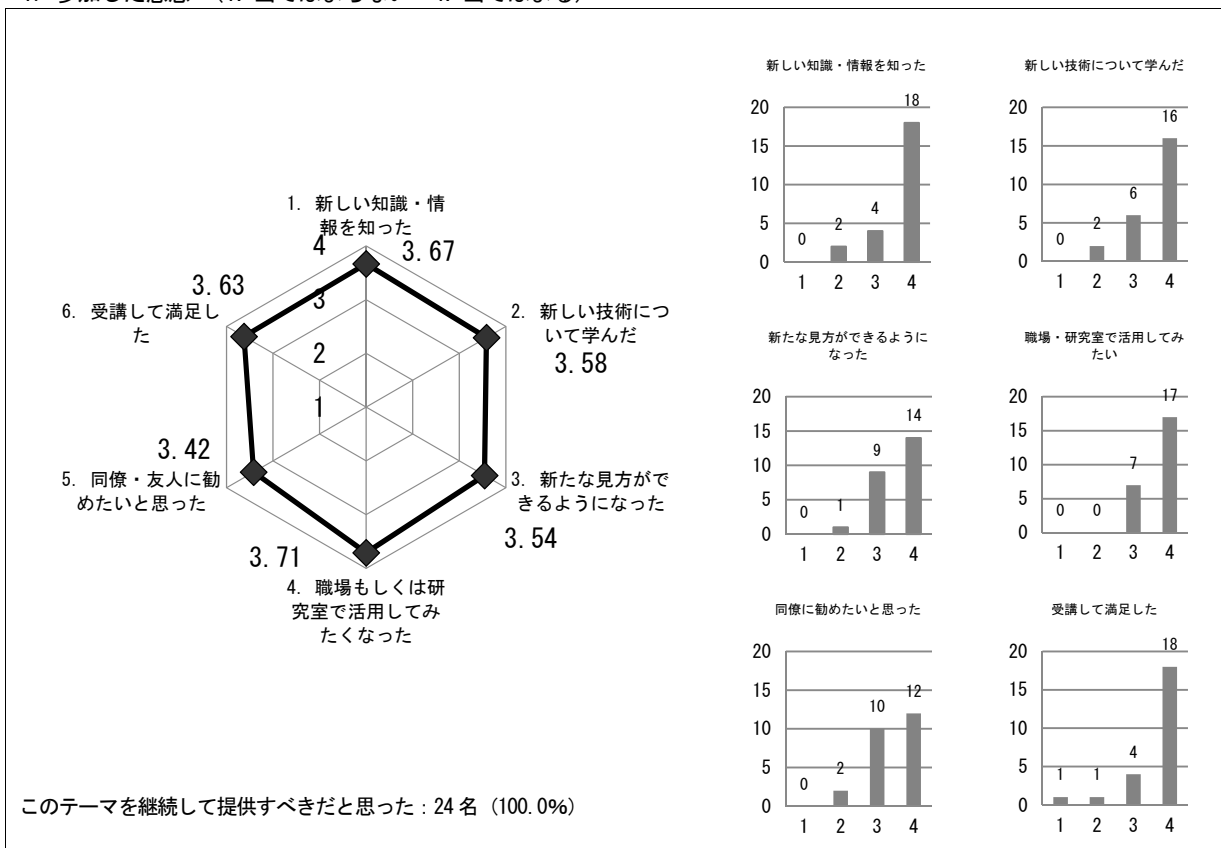 1. 新しい知識・情
報を知った
4
3.67
3.63
3
6. 受講して満足し
た
2. 新しい技術につ
いて学んだ
3.58
2
1
3.42
5. 同僚・友人に勧
めたいと思った
3. 新たな見方がで
きるようになった
3.54
3.71
4. 職場もしくは研
究室で活用してみ
たくなった
このテーマを継続して提供すべきだと思った：24名（100.0%）
新しい知識・情報を知った
20
15
10
5
0
0
2
4
18
1 2 3 4
新しい技術について学んだ
20
15
10
5
0
0
2
6
16
1 2 3 4
新たな見方ができるように
なった
20
15
10
5
0
0
1
9
14
1 2 3 4
職場・研究室で活用してみ
たい
20
15
10
5
0
0
0
7
17
1 2 3 4
同僚に勧めたいと思った
20
15
10
5
0
0
2
10
12
1 2 3 4
受講して満足した
20
15
10
5
0
1
1
4
18
1 2 3 4